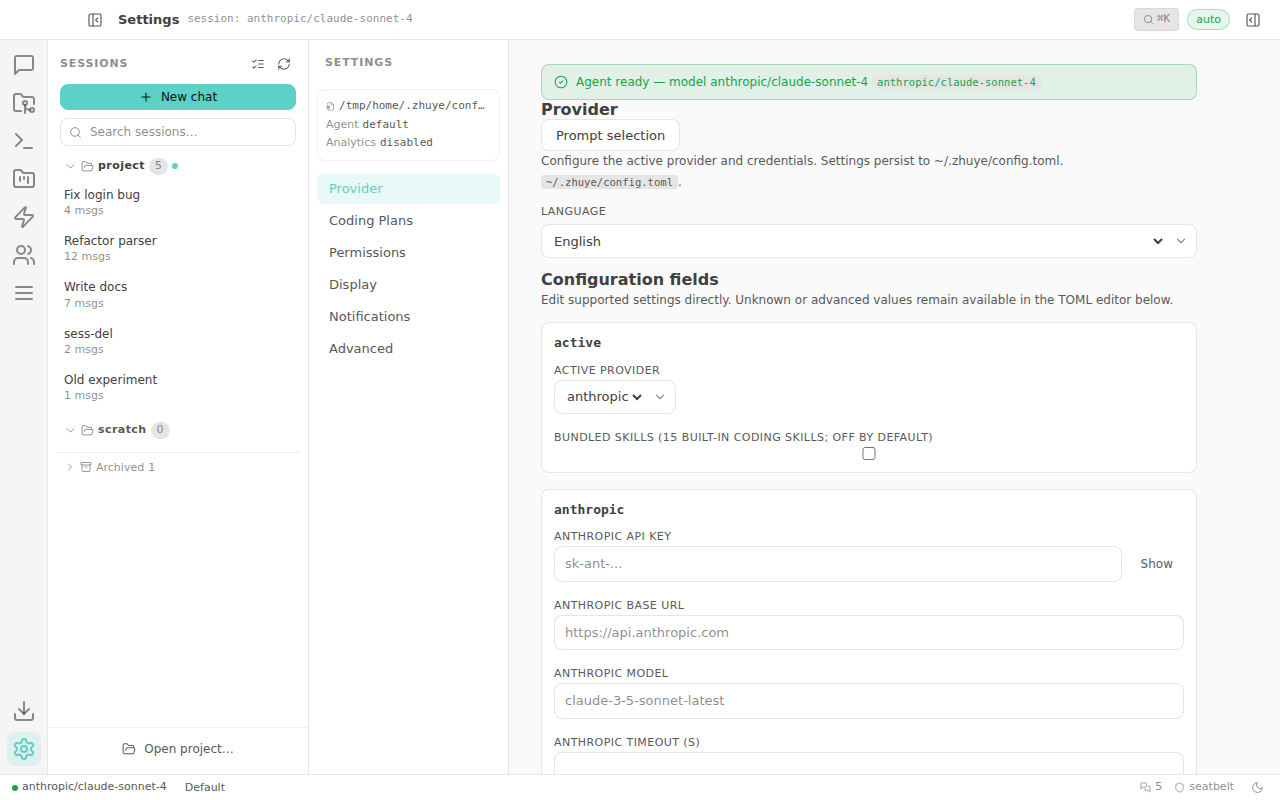 Settings session: anthropic/claude-sonnet-4
⌘K
auto
SESSIONS
New chat
Search sessions…
project 5
Fix login bug
4 msgs
Refactor parser
12 msgs
Write docs
7 msgs
sess-del
2 msgs
Old experiment
1 msgs
scratch 0
Archived 1
Open project…
SETTINGS
/tmp/home/.zhuye/conf…
Agent default
Analytics disabled
Provider
Coding Plans
Permissions
Display
Notifications
Advanced
Agent ready — model anthropic/claude-sonnet-4 anthropic/claude-sonnet-4
Provider
Prompt selection
Configure the active provider and credentials. Settings persist to ~/.zhuye/config.toml.
~/.zhuye/config.toml.
LANGUAGE
English
Configuration fields
Edit supported settings directly. Unknown or advanced values remain available in the TOML editor below.
active
ACTIVE PROVIDER
anthropic
BUNDLED SKILLS (15 BUILT-IN CODING SKILLS; OFF BY DEFAULT)
anthropic
ANTHROPIC API KEY
sk-ant-...
Show
ANTHROPIC BASE URL
https://api.anthropic.com
ANTHROPIC MODEL
claude-3-5-sonnet-latest
ANTHROPIC TIMEOUT (S)
anthropic/claude-sonnet-4 Default
5 seatbelt